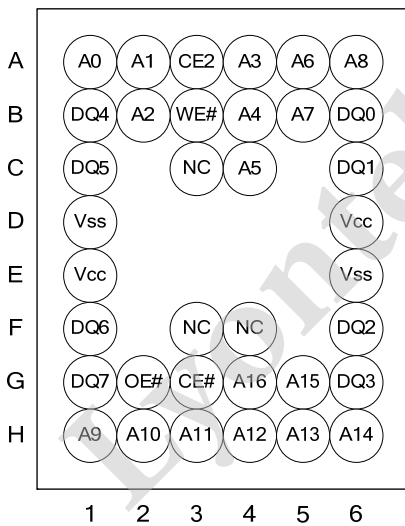 A A0 A1 CE2 A3 A6 A8
B DQ4 A2 WE# A4 A7 DQ0
C DQ5 NC A5 DQ1
D Vss Vcc
E Vcc Vss
F DQ6 NC NC DQ2
G DQ7 OE# CE# A16 A15 DQ3
H A9 A10 A11 A12 A13 A14
1 2 3 4 5 6
Lyontek